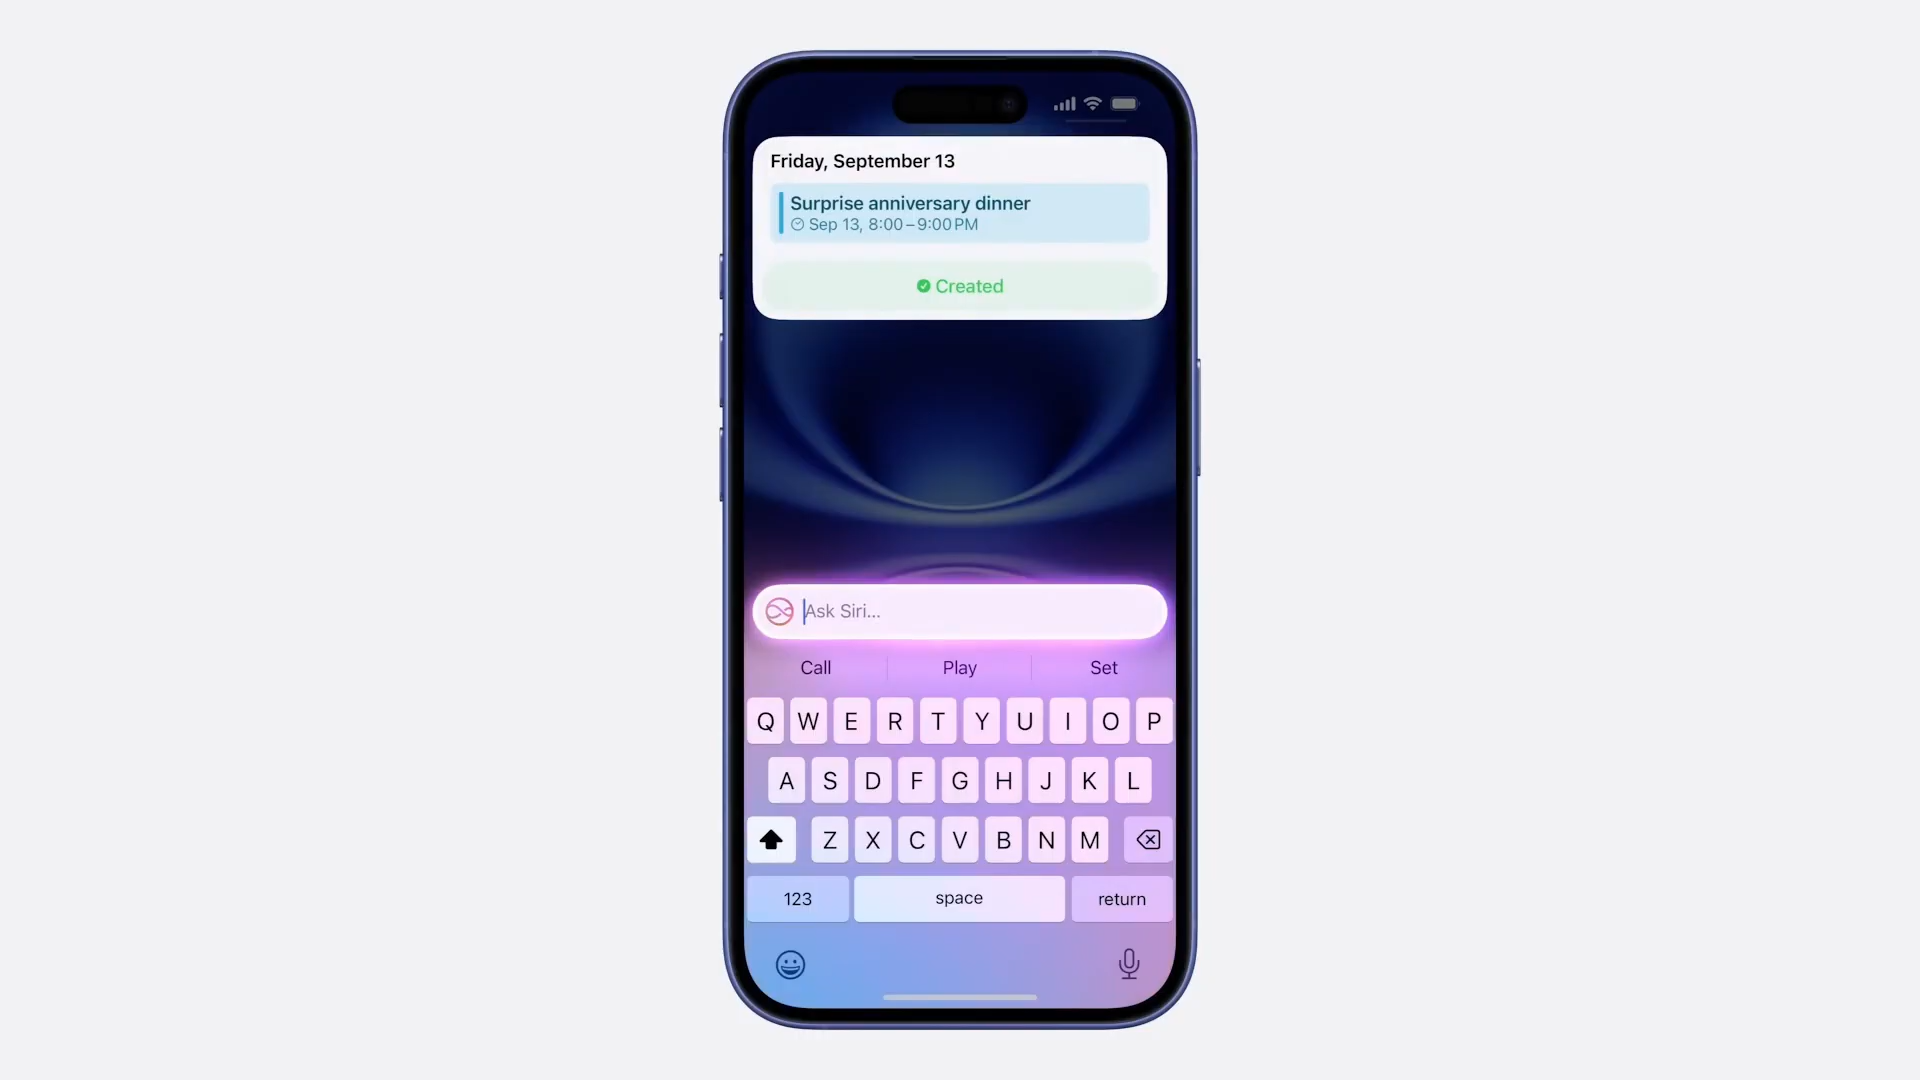 Friday, September 13
Surprise anniversary dinner
Sep 13, 8:00 – 9:00 PM
Created
Ask Siri...
Call Play Set
Q W E R T Y U I O P
A S D F G H J K L
Z X C V B N M
123 space return